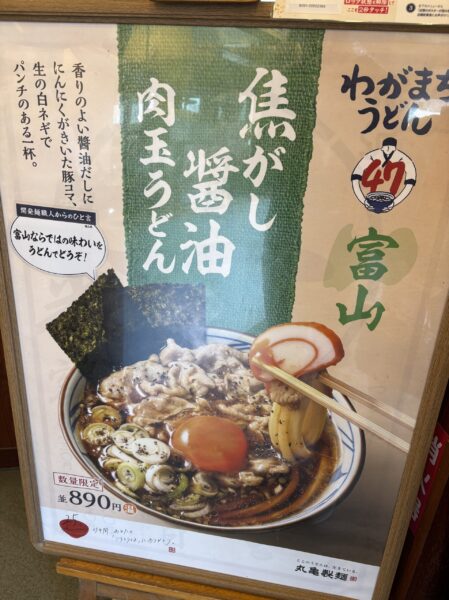 わがまち
うどん
47
富山
焦がし
醤油
肉玉うどん
香りのよい醤油だしに
にんにくがきいた豚コマ、
生の白ネギで
パンチのある一杯。
開発麺職人からのひと言
富山ならではの味わいを
うどんでどうぞ!
数量限定
並890円
丸亀製麺